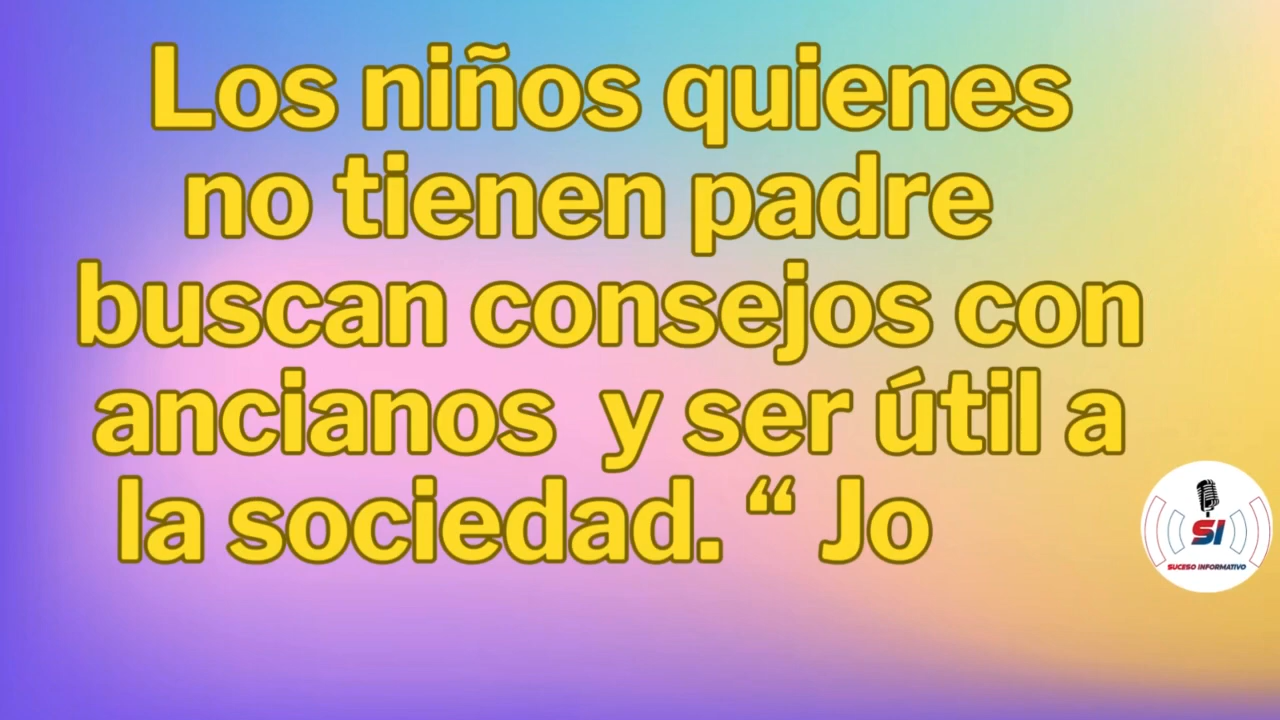 Los niños quienes
no tienen padre
buscan consejos con
ancianos y ser útil a
la sociedad. “ Jo
SI
SUCESO INFORMATIVO